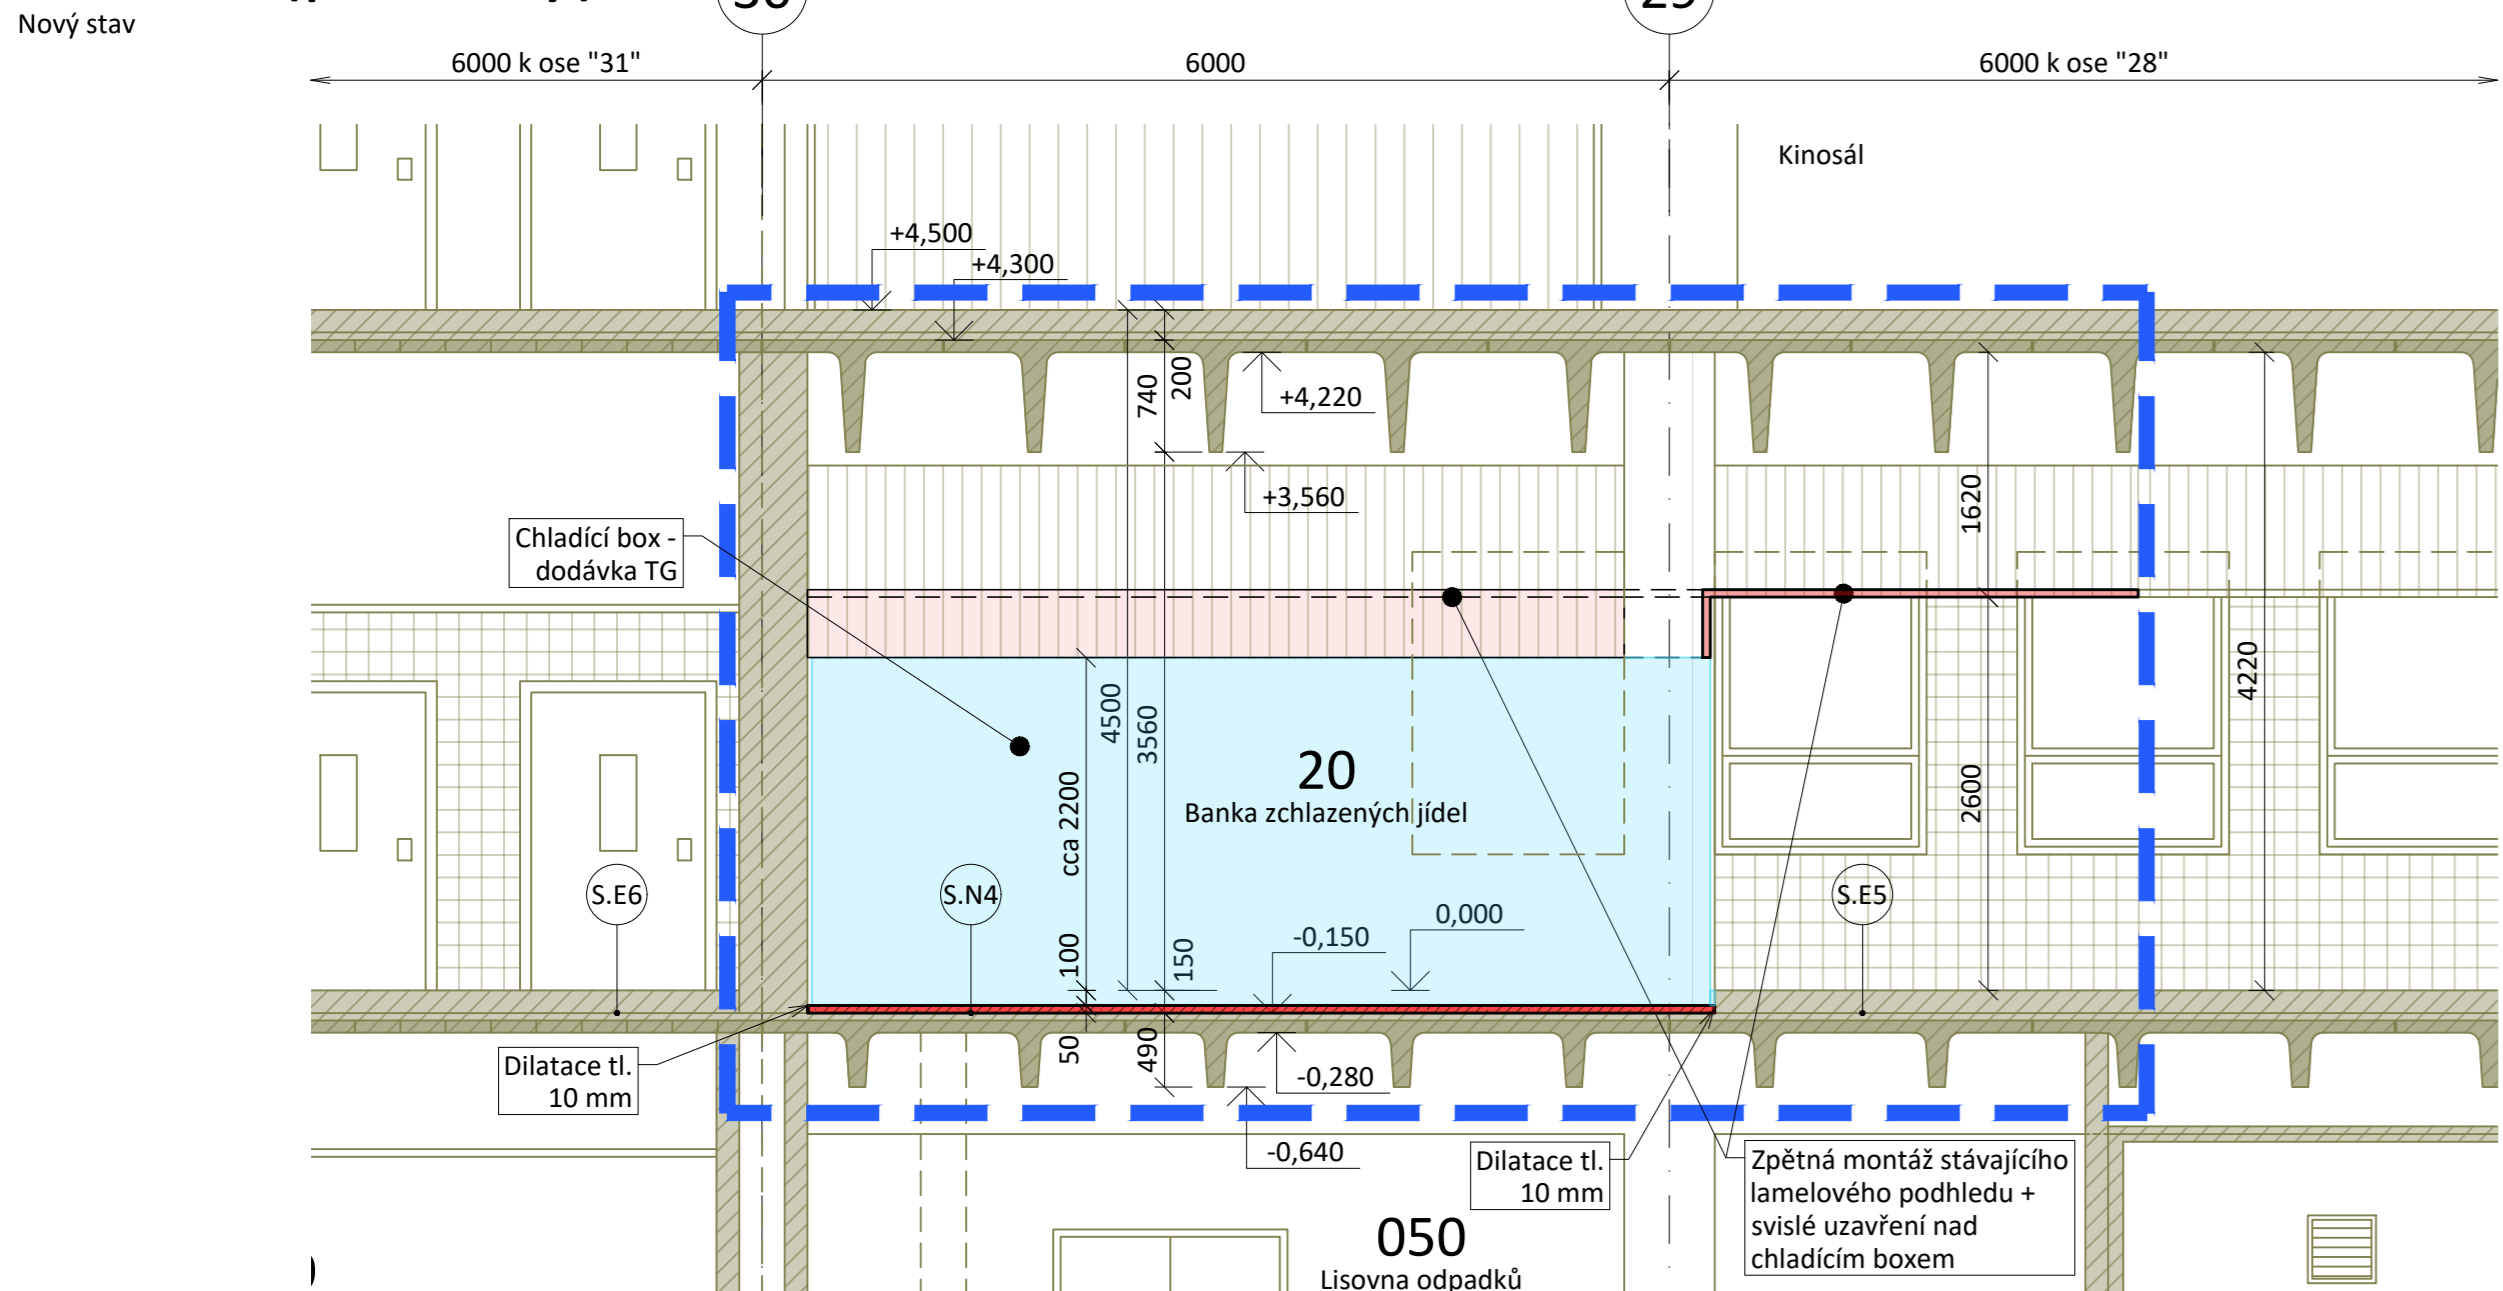 Nový stav
30
29
6000 k ose "31"
6000
6000 k ose "28"
Kinosál
+4,500
+4,300
740
200
+4,220
+3,560
1620
Chladící box -
dodávka TG
4500
3560
4220
cca 2200
20
Banka zchlazených jídel
2600
S.E6
S.N4
S.E5
0,000
-0,150
100
150
50
490
Dilatace tl.
10 mm
-0,280
-0,640
Dilatace tl.
10 mm
Zpětná montáž stávajícího
lamelového podhledu +
svislé uzavření nad
chladícím boxem
050
Lisovna odpadků